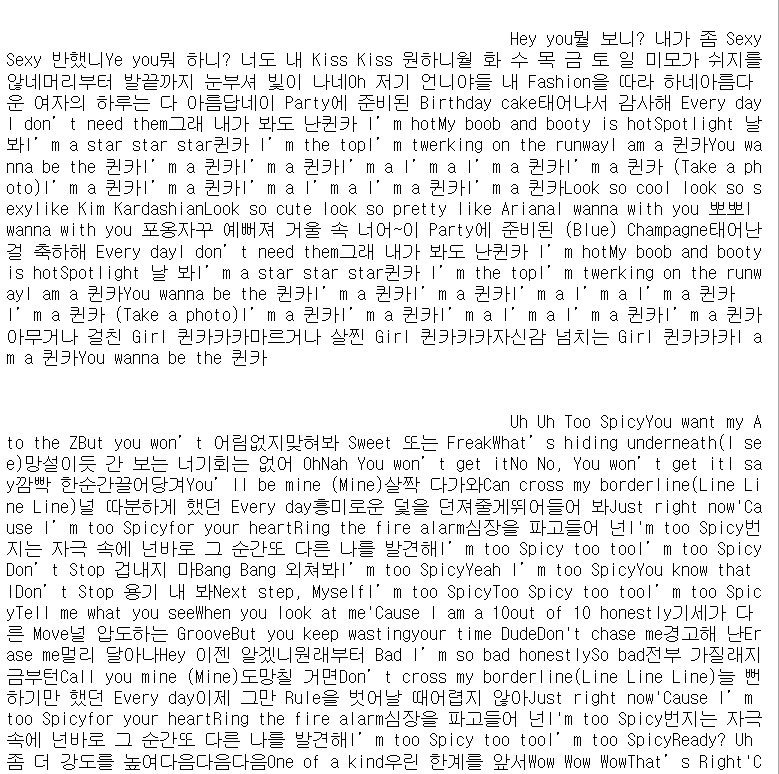 Hey you뭘 보니? 내가 좀 Sexy
Sexy 반했니Ye you뭐 하니? 너도 내 Kiss Kiss 원하니월 화 수 목 금 토 일 미모가 쉬지를
않네머리부터 발끝까지 눈부셔 빛이 나네Oh 저기 언니야들 내 Fashion을 따라 하네아름다
운 여자의 하루는 다 아름답네이 Party에 준비된 Birthday cake태어나서 감사해 Every day
I don’t need them그래 내가 봐도 난퀸카 I’m hotMy boob and booty is hotSpotlight 날
봐I’m a star star star퀸카 I’m the topI’m twerking on the runwayI am a 퀸카You wa
nna be the 퀸카I’m a 퀸카I’m a 퀸카I’m a I’m a I’m a 퀸카I’m a 퀸카 (Take a ph
oto)I’m a 퀸카I’m a 퀸카I’m a I’m a I’m a 퀸카I’m a 퀸카Look so cool look so s
exylike Kim KardashianLook so cute look so pretty like ArianaI wanna with you 뽀뽀I
wanna with you 포옹자꾸 예뻐져 거울 속 너어~이 Party에 준비된 (Blue) Champagne태어난
걸 축하해 Every dayI don’t need them그래 내가 봐도 난퀸카 I’m hotMy boob and booty
is hotSpotlight 날 봐I’m a star star star퀸카 I’m the topI’m twerking on the runw
ayI am a 퀸카You wanna be the 퀸카I’m a 퀸카I’m a 퀸카I’m a I’m a I’m a 퀸카
I’m a 퀸카 (Take a photo)I’m a 퀸카I’m a 퀸카I’m a I’m a I’m a 퀸카I’m a 퀸카
아무거나 걸친 Girl 퀸카카카마르거나 살찐 Girl 퀸카카카자신감 넘치는 Girl 퀸카카카I a
m a 퀸카You wanna be the 퀸카
Uh Uh Too SpicyYou want my A
to the ZBut you won’t 어림없지맞혀봐 Sweet 또는 FreakWhat’s hiding underneath(I se
e)망설이듯 간 보는 너기회는 없어 OhNah You won’t get itNo No, You won’t get itI sa
y깜빡 한순간끌어당겨You’ll be mine (Mine)살짝 다가와Can cross my borderline(Line Li
ne Line)널 따분하게 했던 Every day흥미로운 덫을 던져줄게뛰어들어 봐Just right now'Ca
use I’m too Spicyfor your heartRing the fire alarm심장을 파고들어 넌I'm too Spicy번
지는 자극 속에 넌바로 그 순간또 다른 나를 발견해I’m too Spicy too tooI’m too Spicy
Don’t Stop 겁내지 마Bang Bang 외쳐봐I’m too SpicyYeah I’m too SpicyYou know that
IDon’t Stop 용기 내 봐Next step, MyselfI’m too SpicyToo Spicy too tooI’m too Spic
yTell me what you seeWhen you look at me'Cause I am a 10out of 10 honestly기세가 다
른 Move널 압도하는 GrooveBut you keep wastingyour time DudeDon't chase me경고해 난Er
ase me멀리 달아나Hey 이젠 알겠니원래부터 Bad I’m so bad honestlySo bad전부 가질래지
금부턴Call you mine (Mine)도망칠 거면Don’t cross my borderline(Line Line Line)늘 뻔
하기만 했던 Every day이제 그만 Rule을 벗어날 때어렵지 않아Just right now'Cause I’m
too Spicyfor your heartRing the fire alarm심장을 파고들어 넌I'm too Spicy번지는 자극
속에 넌바로 그 순간또 다른 나를 발견해I’m too Spicy too tooI’m too SpicyReady? Uh
좀 더 강도를 높여다음다음다음One of a kind우린 한계를 앞서Wow Wow WowThat’s Right'C